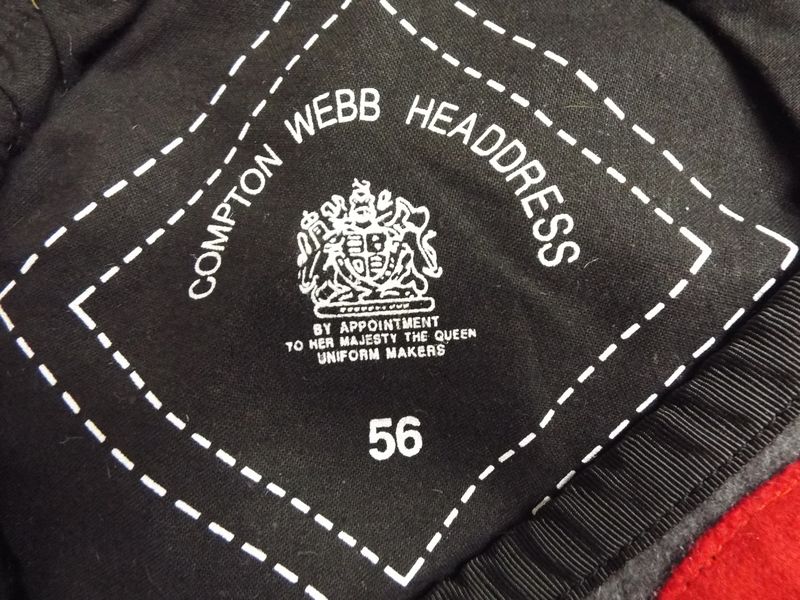 COMPTON WEBB HEADDRESS
BY APPOINTMENT
TO HER MAJESTY THE QUEEN
UNIFORM MAKERS
56